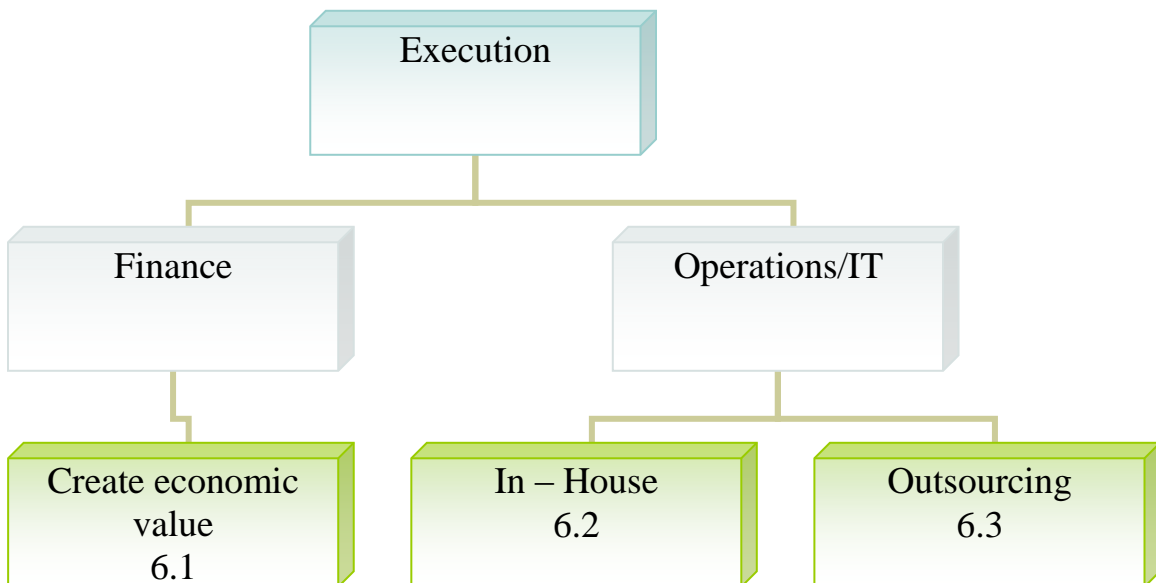 Execution
Finance
Operations/IT
Create economic
value
6.1
In – House
6.2
Outsourcing
6.3